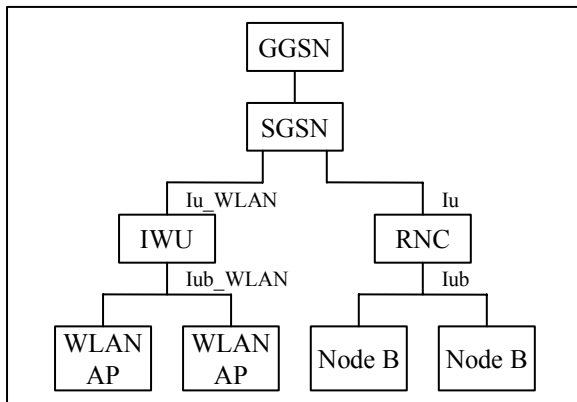 GGSN
SGSN
Iu_WLAN
Iu
IWU
RNC
Iub_WLAN
Iub
WLAN
AP
WLAN
AP
Node B
Node B